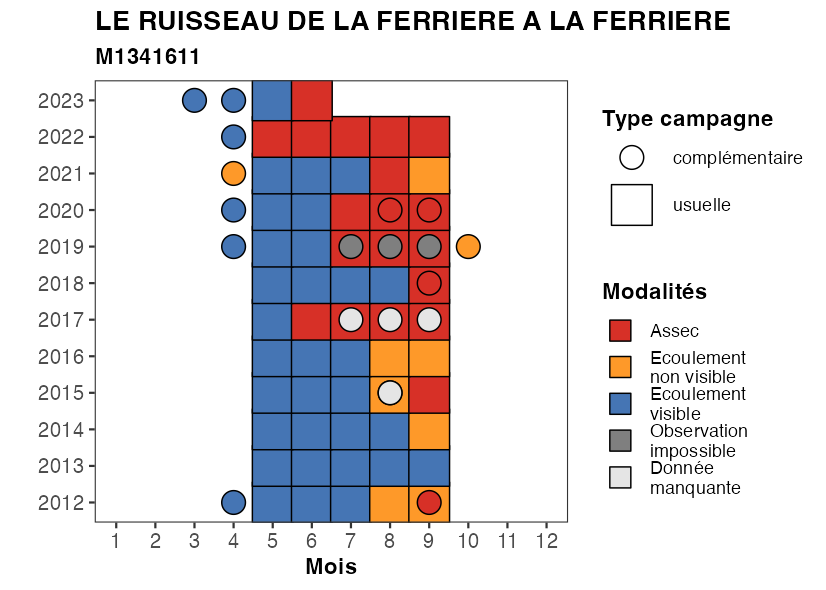 LE RUISSEAU DE LA FERRIERE A LA FERRIERE
M1341611
2023
2022
2021
2020
2019
2018
2017
2016
2015
2014
2013
2012
1 2 3 4 5 6 7 8 9 10 11 12
Mois
Type campagne
complémentaire
usuelle
Modalités
Assec
Ecoulement
non visible
Ecoulement
visible
Observation
impossible
Donnée
manquante